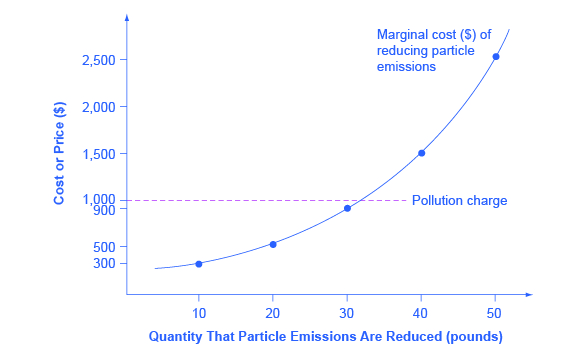 Marginal cost ($) of
reducing particle
emissions
Cost or Price ($)
2,500
2,000
1,500
1,000
900
500
300
Pollution charge
10 20 30 40 50
Quantity That Particle Emissions Are Reduced (pounds)